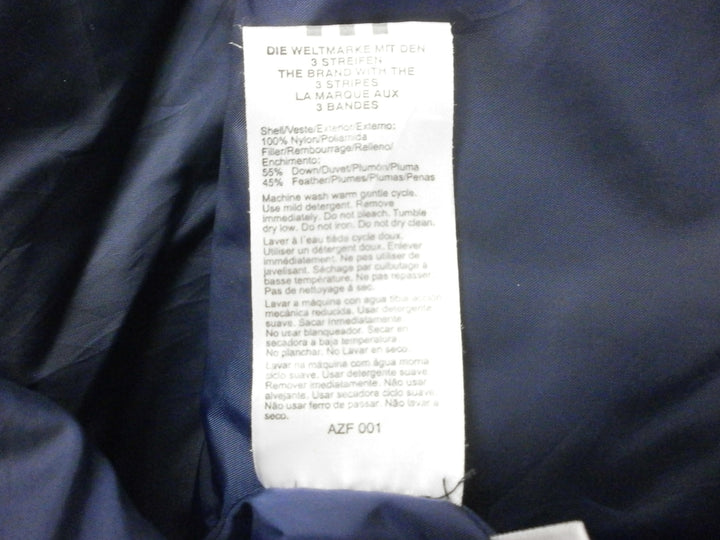 DIE WELTMARKE MIT DEN
3 STREIFEN
THE BRAND WITH THE
3 STRIPES
LA MARQUE AUX
3 BANDES
Shell/Veste/Exterior/Externo:
100% Nylon/Poliamida
Filler/Rembourrage/Relleno/
Enchimento:
55% Down/Duvet/Plumón/Pluma
45% Feather/Plumes/Plumas/Penas
Machine wash warm gentle cycle.
Use mild detergent. Remove
immediately. Do not bleach. Tumble
dry low. Do not iron. Do not dry clean.
Laver à l'eau tiède cycle doux.
Utiliser un détergent doux. Enlever
immédiatement. Ne pas utiliser de
javelisant. Séchage par culbutage à
basse température. Ne pas repasser
Pas de nettoyage à sec.
Lavar a máquina con agua tibia acción
mecánica reducida. Usar detergente
suave. Sacar inmediatamente
No usar blanqueador. Secar en
secadora a baja temperatura
No planchar. No Lavar en seco.
Lavar na máquina com água morna
ciclo suave. Usar detergente suave.
Remover imediatamente. Não usar
alvejante. Usar secadora ciclo suave.
Não usar ferro de passar. Não lavar a
seco.
AZF 001